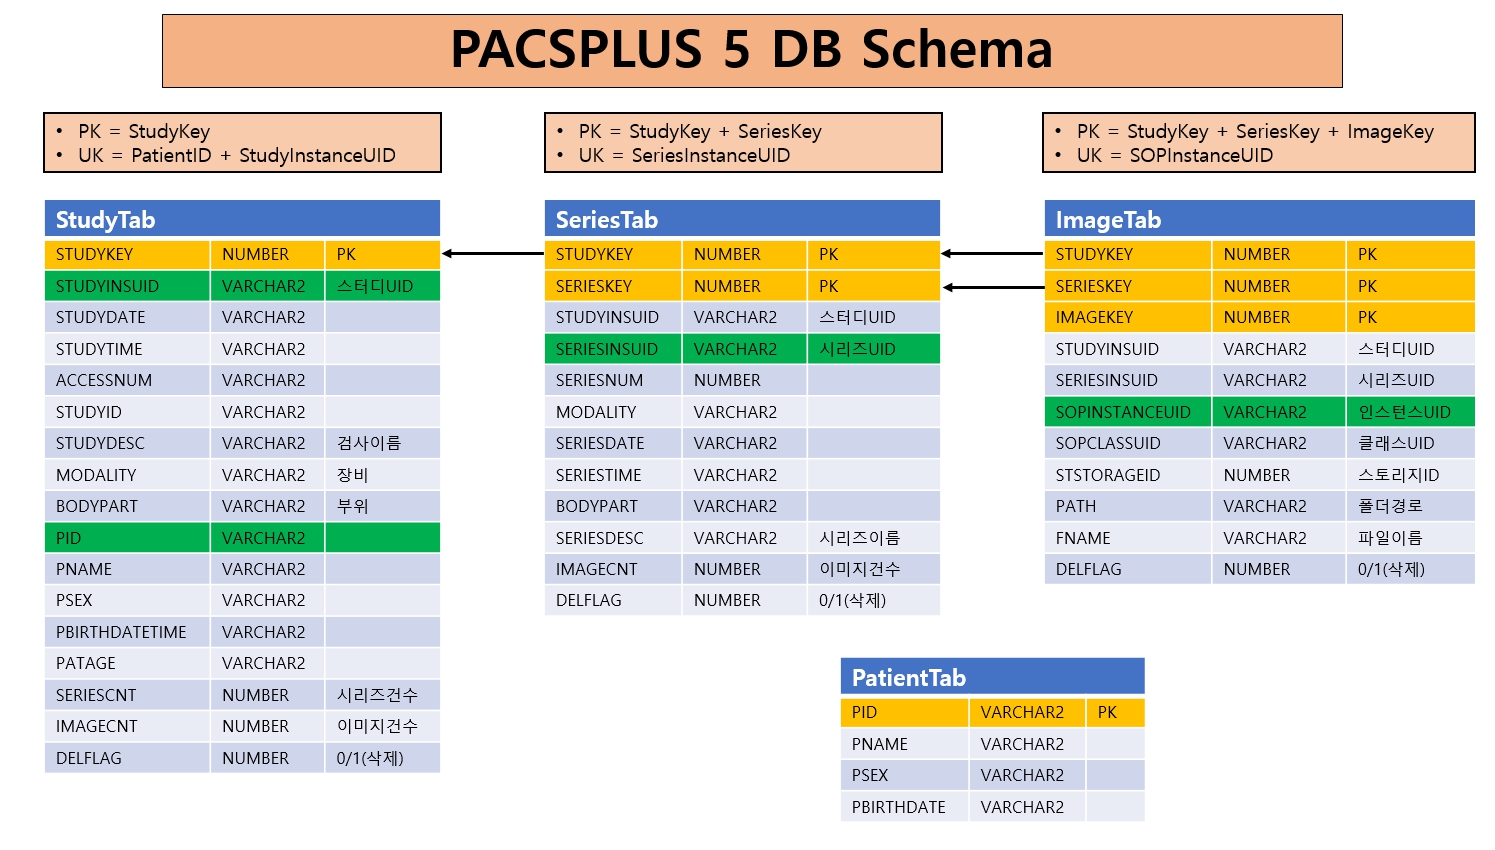 PACSPLUS 5 DB Schema
• PK = StudyKey
• UK = PatientID + StudyInstanceUID
• PK = StudyKey + SeriesKey
• UK = SeriesInstanceUID
• PK = StudyKey + SeriesKey + ImageKey
• UK = SOPInstanceUID
StudyTab
STUDYKEY NUMBER PK
STUDYINSUID VARCHAR2 스터디UID
STUDYDATE VARCHAR2
STUDYTIME VARCHAR2
ACCESSNUM VARCHAR2
STUDYID VARCHAR2
STUDYDESC VARCHAR2 검사이름
MODALITY VARCHAR2 장비
BODYPART VARCHAR2 부위
PID VARCHAR2
PNAME VARCHAR2
PSEX VARCHAR2
PBIRTHDATETIME VARCHAR2
PATAGE VARCHAR2
SERIESCNT NUMBER 시리즈건수
IMAGECNT NUMBER 이미지건수
DELFLAG NUMBER 0/1(삭제)
SeriesTab
STUDYKEY NUMBER PK
SERIESKEY NUMBER PK
STUDYINSUID VARCHAR2 스터디UID
SERIESINSUID VARCHAR2 시리즈UID
SERIESNUM NUMBER
MODALITY VARCHAR2
SERIESDATE VARCHAR2
SERIESTIME VARCHAR2
BODYPART VARCHAR2
SERIESDESC VARCHAR2 시리즈이름
IMAGECNT NUMBER 이미지건수
DELFLAG NUMBER 0/1(삭제)
ImageTab
STUDYKEY NUMBER PK
SERIESKEY NUMBER PK
IMAGEKEY NUMBER PK
STUDYINSUID VARCHAR2 스터디UID
SERIESINSUID VARCHAR2 시리즈UID
SOPINSTANCEUID VARCHAR2 인스턴스UID
SOPCLASSUID VARCHAR2 클래스UID
STSTORAGEID NUMBER 스토리지ID
PATH VARCHAR2 폴더경로
FNAME VARCHAR2 파일이름
DELFLAG NUMBER 0/1(삭제)
PatientTab
PID VARCHAR2 PK
PNAME VARCHAR2
PSEX VARCHAR2
PBIRTHDATE VARCHAR2